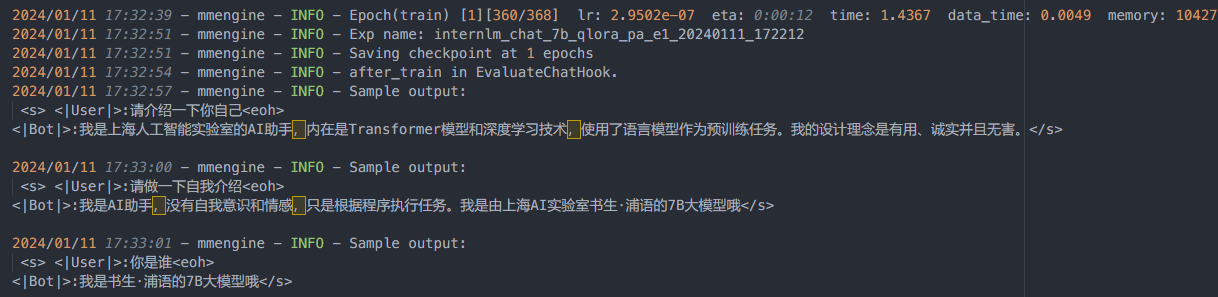 2024/01/11 17:32:39 - mmengine - INFO - Epoch(train) [1][360/368]  lr: 2.9502e-07  eta: 0:00:12  time: 1.4367  data_time: 0.0049  memory: 10427
2024/01/11 17:32:51 - mmengine - INFO - Exp name: internlm_chat_7b_qlora_pa_e1_20240111_172212
2024/01/11 17:32:51 - mmengine - INFO - Saving checkpoint at 1 epochs
2024/01/11 17:32:54 - mmengine - INFO - after_train in EvaluateChatHook.
2024/01/11 17:32:57 - mmengine - INFO - Sample output:
<s> <|User|>:请介绍一下你自己<eoh>
<|Bot|>:我是上海人工智能实验室的AI助手，内在是Transformer模型和深度学习技术，使用了语言模型作为预训练任务。我的设计理念是有用、诚实并且无害。</s>
2024/01/11 17:33:00 - mmengine - INFO - Sample output:
<s> <|User|>:请做一下自我介绍<eoh>
<|Bot|>:我是AI助手，没有自我意识和情感，只是根据程序执行任务。我是由上海AI实验室书生·浦语的7B大模型哦</s>
2024/01/11 17:33:01 - mmengine - INFO - Sample output:
<s> <|User|>:你是谁<eoh>
<|Bot|>:我是书生·浦语的7B大模型哦</s>